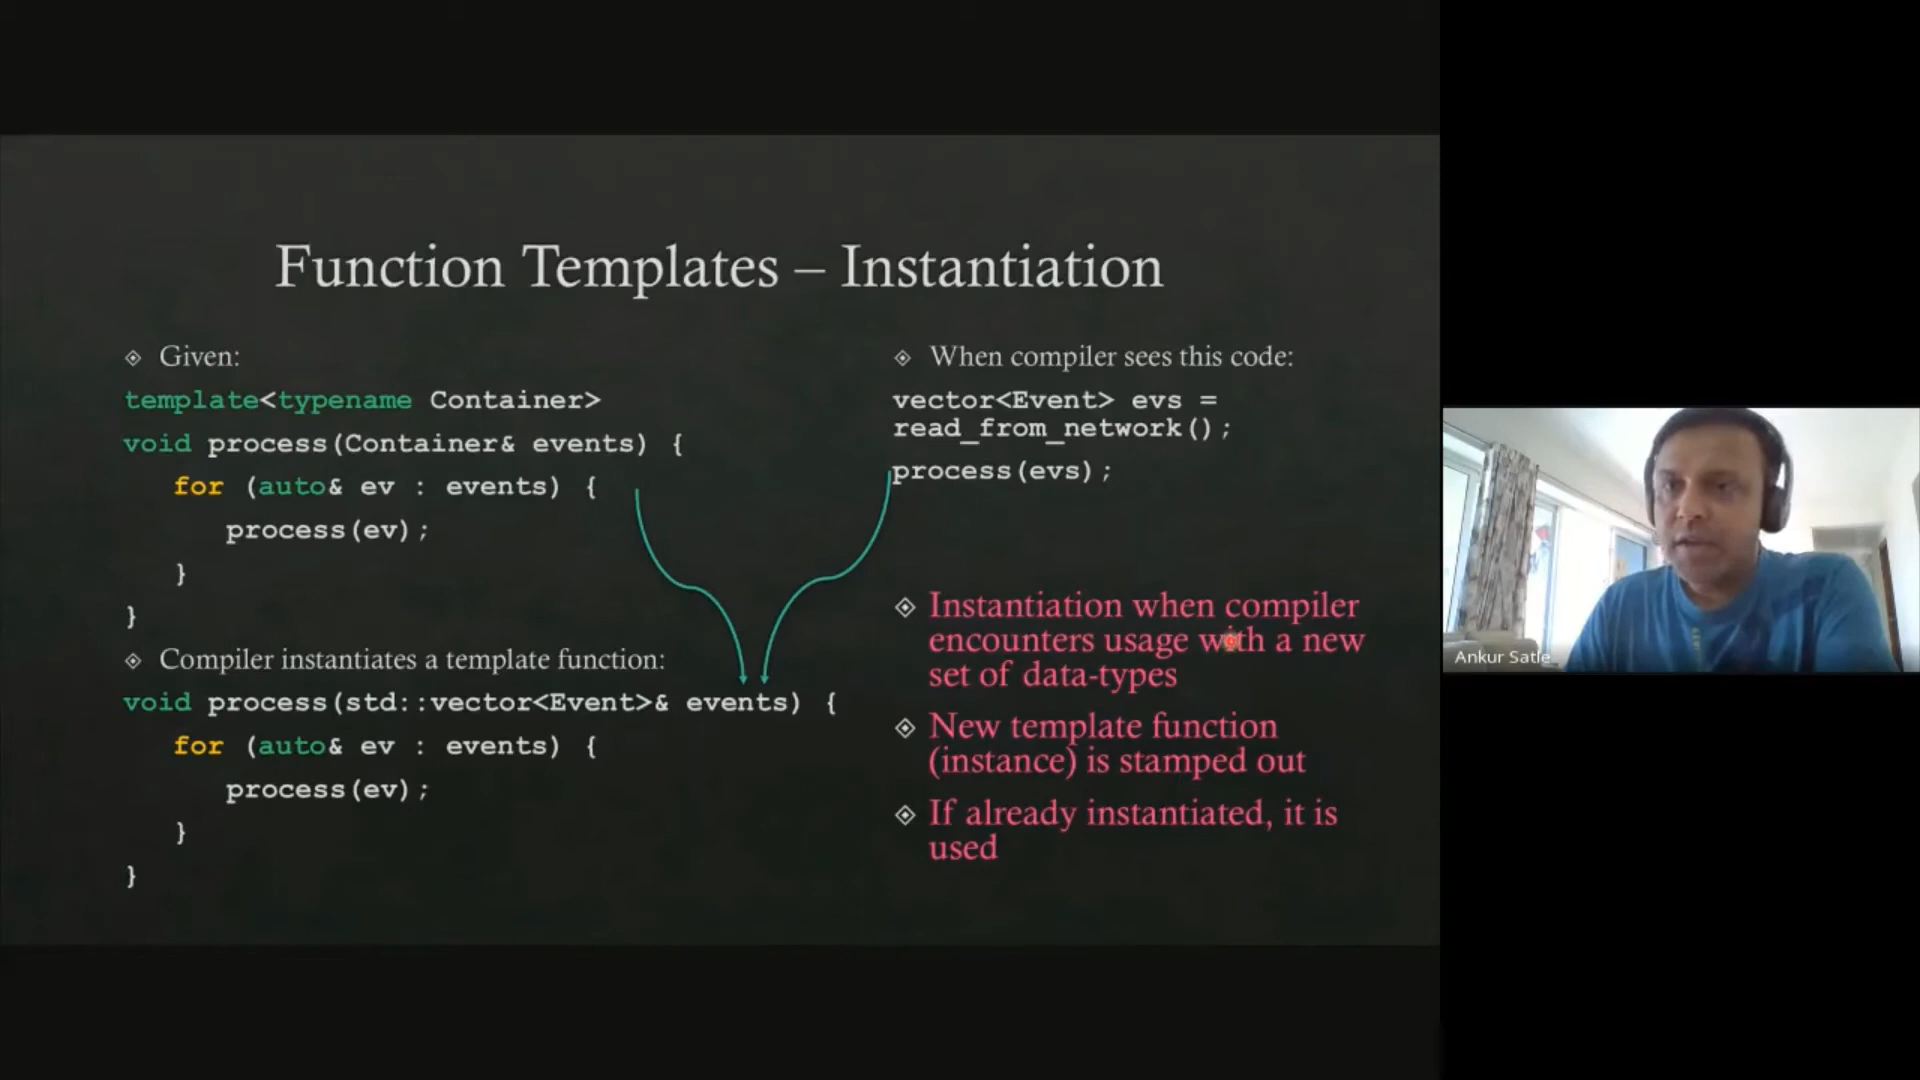 Function Templates – Instantiation
Given:
template<typename Container>
void process(Container& events) {
for (auto& ev : events) {
process(ev);
}
}
Compiler instantiates a template function:
void process(std::vector<Event>& events) {
for (auto& ev : events) {
process(ev);
}
}
When compiler sees this code:
vector<Event> evs =
read_from_network();
process(evs);
Instantiation when compiler
encounters usage with a new
set of data-types
New template function
(instance) is stamped out
If already instantiated, it is
used
Ankur Satle